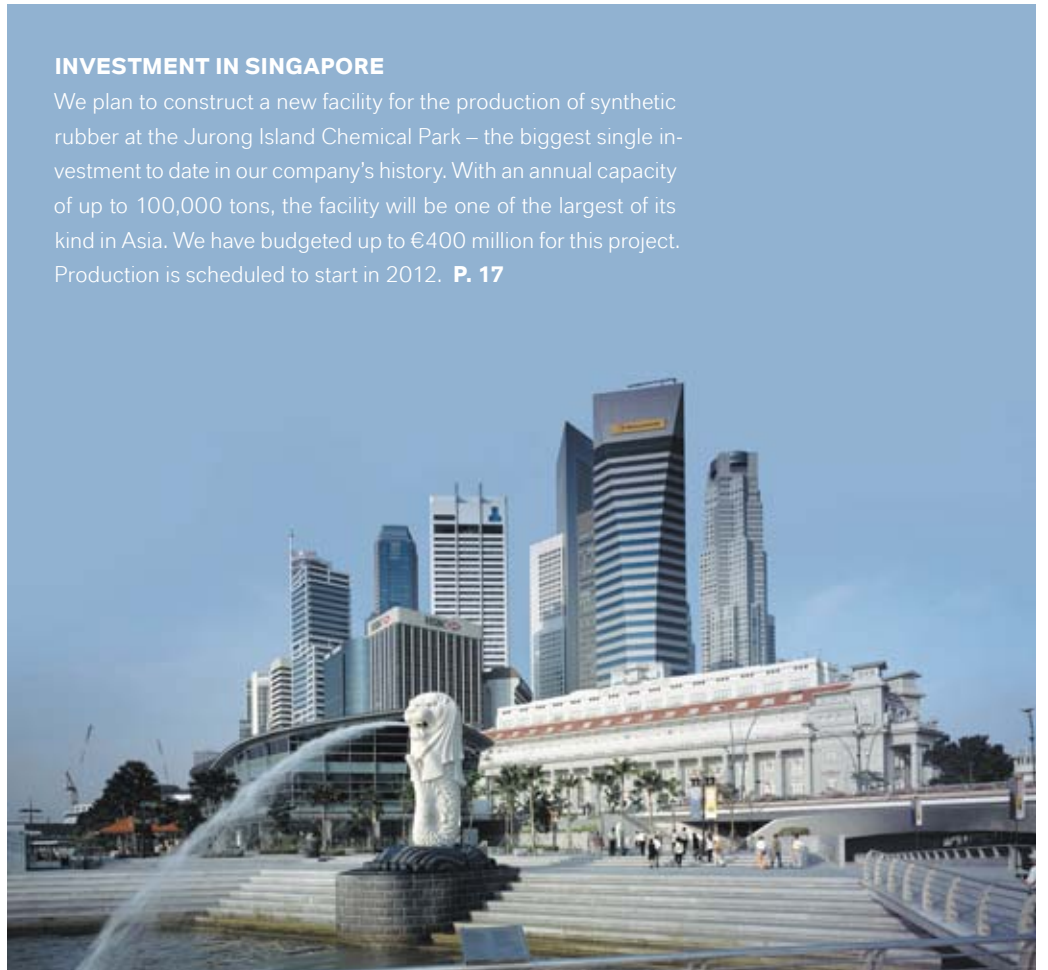 INVESTMENT IN SINGAPORE
We plan to construct a new facility for the production of synthetic
rubber at the Jurong Island Chemical Park – the biggest single in-
vestment to date in our company's history. With an annual capacity
of up to 100,000 tons, the facility will be one of the largest of its
kind in Asia. We have budgeted up to €400 million for this project.
Production is scheduled to start in 2012. P. 17